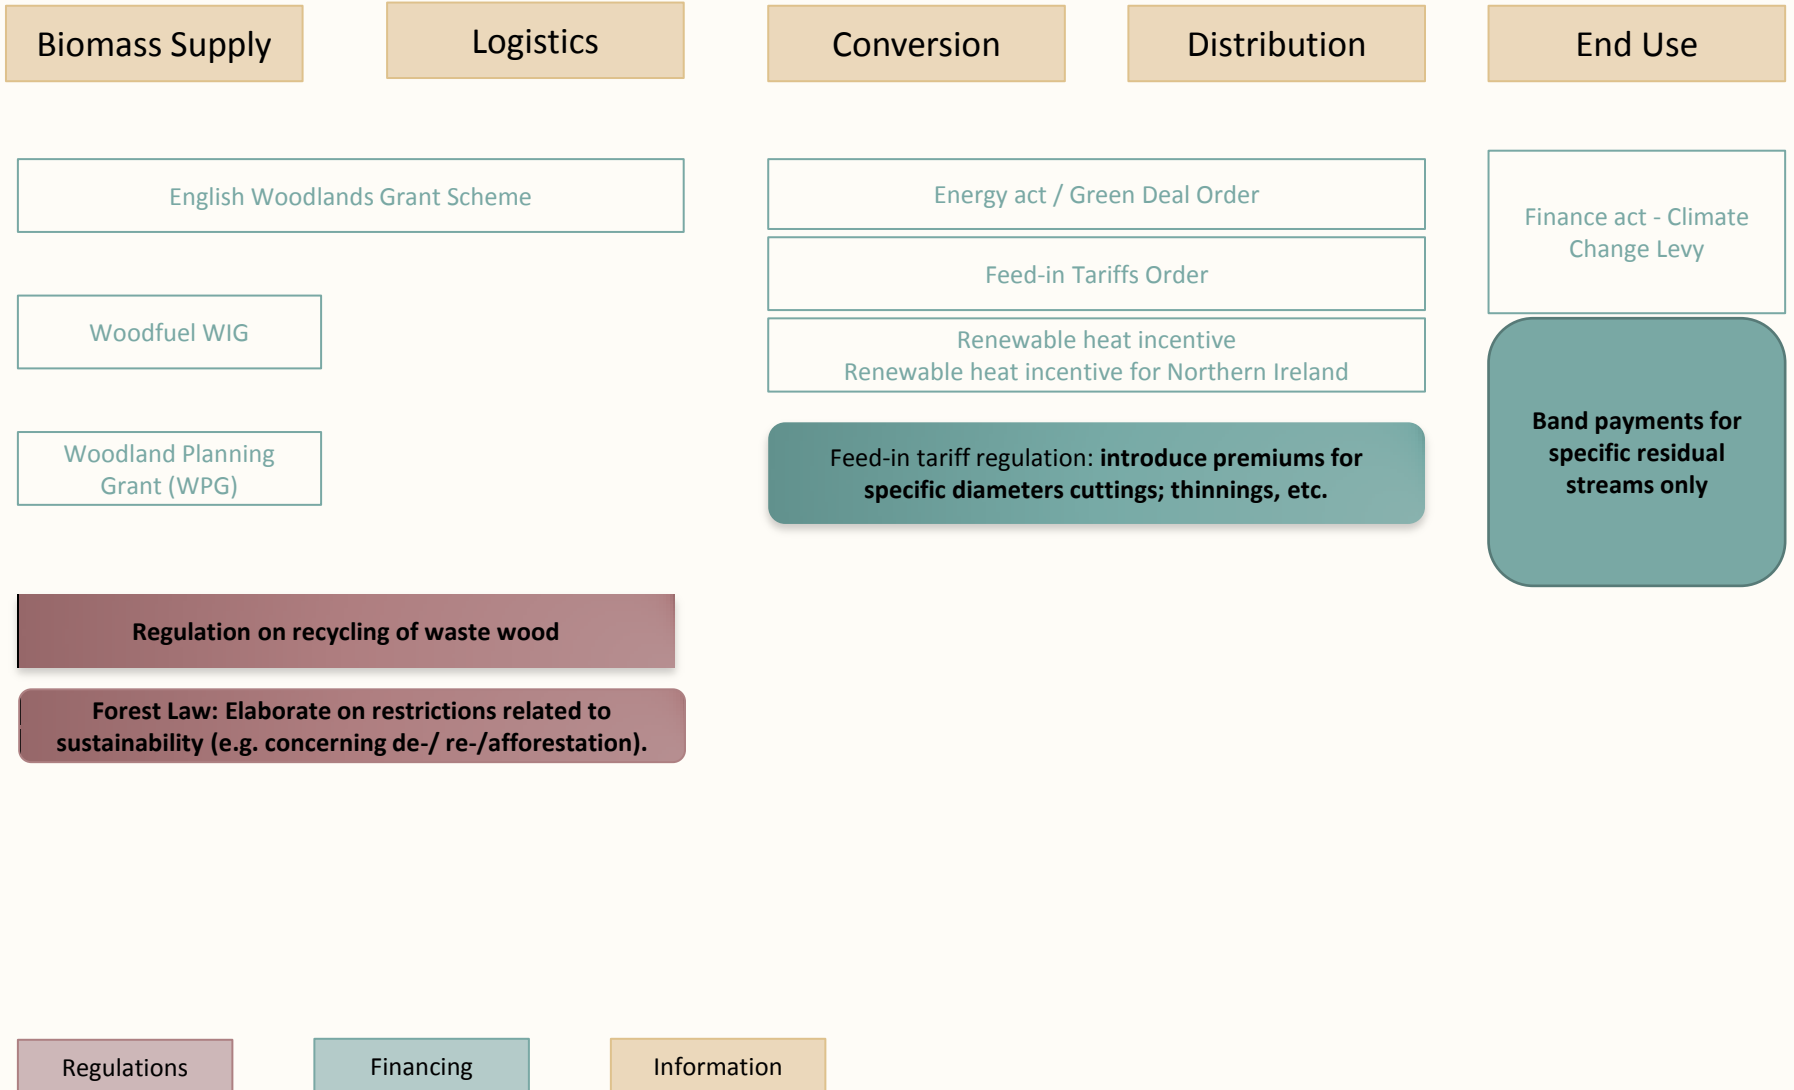 Biomass Supply
Logistics
Conversion
Distribution
End Use
English Woodlands Grant Scheme
Woodfuel WIG
Woodland Planning
Grant (WPG)
Regulation on recycling of waste wood
Forest Law: Elaborate on restrictions related to
sustainability (e.g. concerning de-/ re-/afforestation).
Energy act / Green Deal Order
Feed-in Tariffs Order
Renewable heat incentive
Renewable heat incentive for Northern Ireland
Feed-in tariff regulation: introduce premiums for
specific diameters cuttings; thinnings, etc.
Finance act - Climate
Change Levy
Band payments for
specific residual
streams only
Regulations
Financing
Information